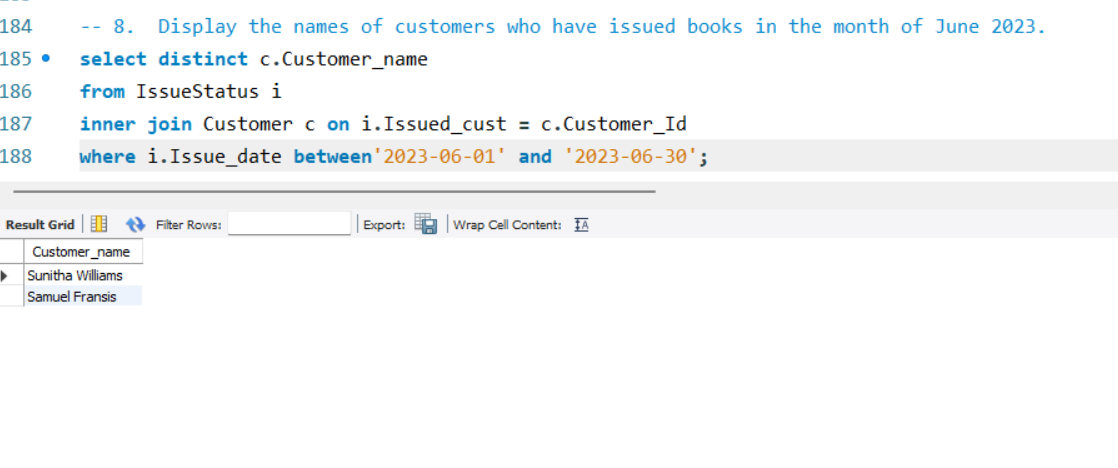 184 -- 8.  Display the names of customers who have issued books in the month of June 2023.
185 select distinct c.Customer_name
186 from IssueStatus i
187 inner join Customer c on i.Issued_cust = c.Customer_Id
188 where i.Issue_date between'2023-06-01' and '2023-06-30';
Result Grid Filter Rows: Export: Wrap Cell Content:
Customer_name
Sunitha Williams
Samuel Fransis